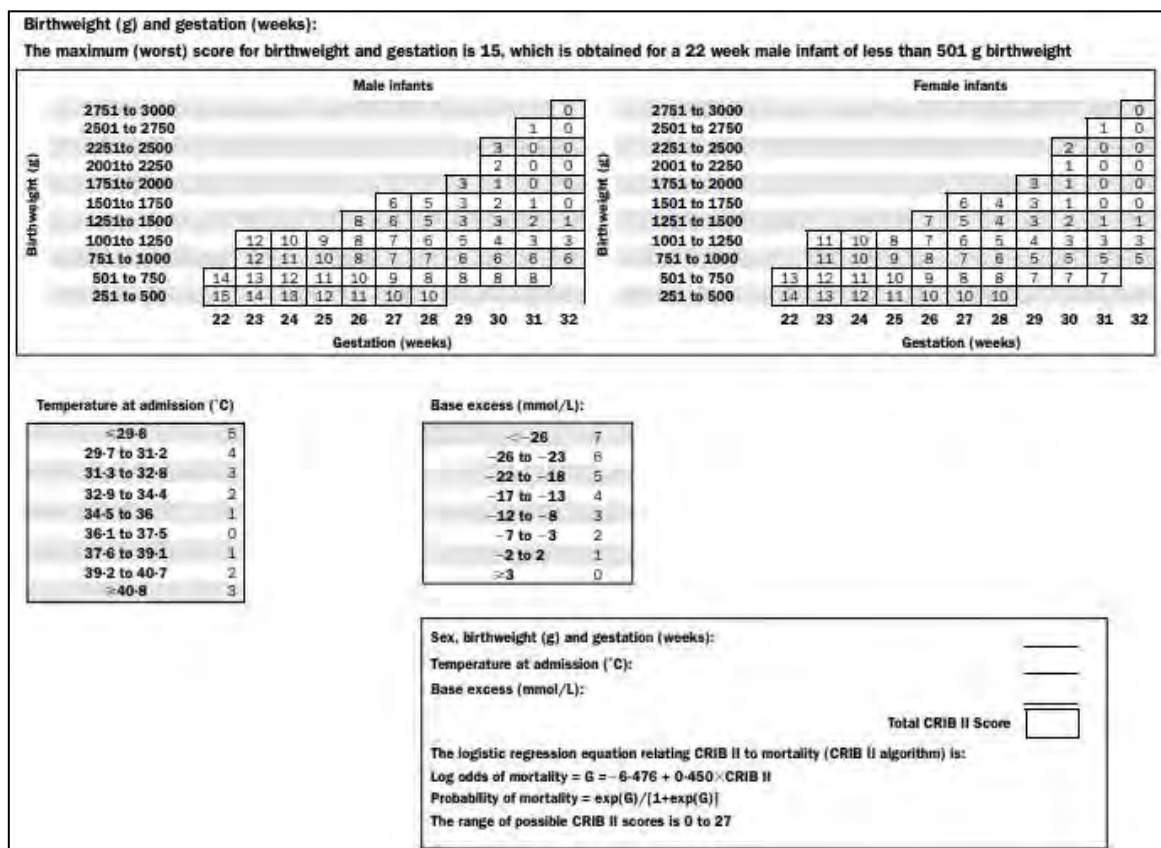 Birthweight (g) and gestation (weeks):
The maximum (worst) score for birthweight and gestation is 15, which is obtained for a 22 week male infant of less than 501 g birthweight
Male infants
Birthweight (g)
2751 to 3000 0
2501 to 2750 1 0
2251to 2500 3 0 0
2001to 2250 2 0 0
1751to 2000 3 1 0 0
1501to 1750 6 5 3 2 1 0
1251to 1500 8 6 5 3 3 2 1
1001to 1250 12 10 9 8 7 6 5 4 3 3
751 to 1000 12 11 10 8 7 7 6 6 6 6
501 to 750 14 13 12 11 10 9 8 8 8 8
251 to 500 15 14 13 12 11 10 10
22 23 24 25 26 27 28 29 30 31 32
Gestation (weeks)
Female infants
Birthweight (g)
2751 to 3000 0
2501 to 2750 1 0
2251 to 2500 2 0 0
2001 to 2250 1 0 0
1751 to 2000 3 1 0 0
1501 to 1750 6 4 3 1 0 0
1251 to 1500 7 5 4 3 2 1 1
1001 to 1250 11 10 8 7 6 5 4 3 3 3
751 to 1000 11 10 9 8 7 6 5 5 5 5
501 to 750 13 12 11 10 9 8 8 7 7 7
251 to 500 14 13 12 11 10 10 10
22 23 24 25 26 27 28 29 30 31 32
Gestation (weeks)
Temperature at admission (°C)
≤29·6 5
29·7 to 31·2 4
31·3 to 32·8 3
32·9 to 34·4 2
34·5 to 36 1
36·1 to 37·5 0
37·6 to 39·1 1
39·2 to 40·7 2
≥40·8 3
Base excess (mmol/L):
<−26 7
−26 to −23 6
−22 to −18 5
−17 to −13 4
−12 to −8 3
−7 to −3 2
−2 to 2 1
≥3 0
Sex, birthweight (g) and gestation (weeks):
Temperature at admission (°C):
Base excess (mmol/L):
Total CRIB II Score
The logistic regression equation relating CRIB II to mortality (CRIB II algorithm) is:
Log odds of mortality = G =−6·476 + 0·450×CRIB II
Probability of mortality = exp(G)/[1+exp(G)]
The range of possible CRIB II scores is 0 to 27